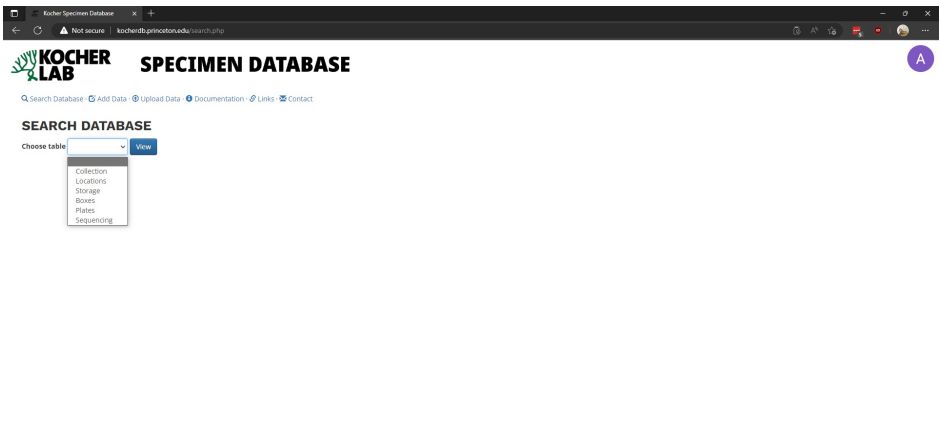 Kocher Specimen Database
Not secure | kocherdb.princeton.edu/search.php
KOCHER
LAB
SPECIMEN DATABASE
A
Search Database · Add Data · Upload Data · Documentation · Links · Contact
SEARCH DATABASE
Choose table View
Collection
Locations
Storage
Boxes
Plates
Sequencing